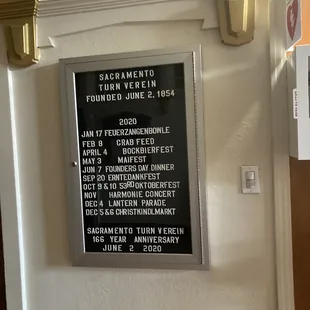 SACRAMENTO
TURN VEREIN
FOUNDED JUNE 2, 1854
2020
JAN 17 FEUERZANGENBOWLE
FEB 8 CRAB FEED
APRIL 4 BOCKBIERFEST
MAY 3 MAIFEST
JUN 7 FOUNDERS DAY DINNER
SEP 20 ERNTEDANKFEST
OCT 9 & 10 53RD OKTOBERFEST
NOV HARMONIE CONCERT
DEC 4 LANTERN PARADE
DEC 5 & 6 CHRISTKINDLMARKT
SACRAMENTO TURN VEREIN
166 YEAR ANNIVERSARY
JUNE 2 2020